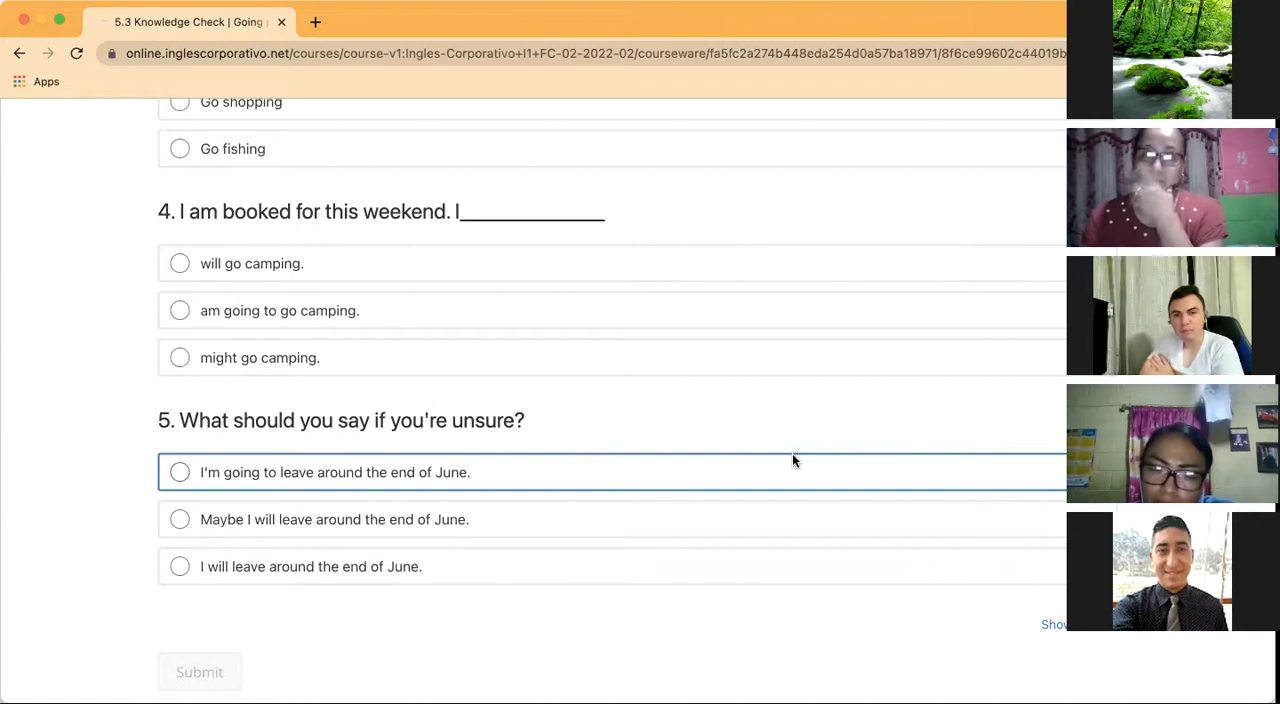 5.3 Knowledge Check | Going
online.inglescorporativo.net/courses/course-v1:Ingles-Corporativo+I1+FC-02-2022-02/courseware/fa5fc2a274b448eda254d0a57ba18971/8f6ce99602c44019b
Apps
Go shopping
Go fishing
4. I am booked for this weekend. I______________
will go camping.
am going to go camping.
might go camping.
5. What should you say if you're unsure?
I'm going to leave around the end of June.
Maybe I will leave around the end of June.
I will leave around the end of June.
Show
Submit